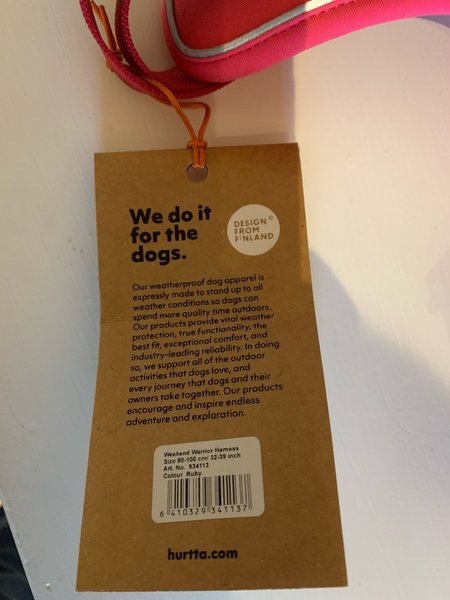 We do it
for the
dogs.
DESIGN
FROM
FINLAND
Our weatherproof dog apparel is
expressly made to stand up to all
weather conditions so dogs can
spend more quality time outdoors.
Our products provide vital weather
protection, true functionality, the
best fit, exceptional comfort, and
industry-leading reliability. In doing
so, we support all of the outdoor
activities that dogs love, and
every journey that dogs and their
owners take together. Our products
encourage and inspire endless
adventure and exploration.
Weekend Warrior Harness
Size 80-100 cm/ 32-39 inch
Art. No. 934113
Colour Ruby
6 410329 341137
hurtta.com